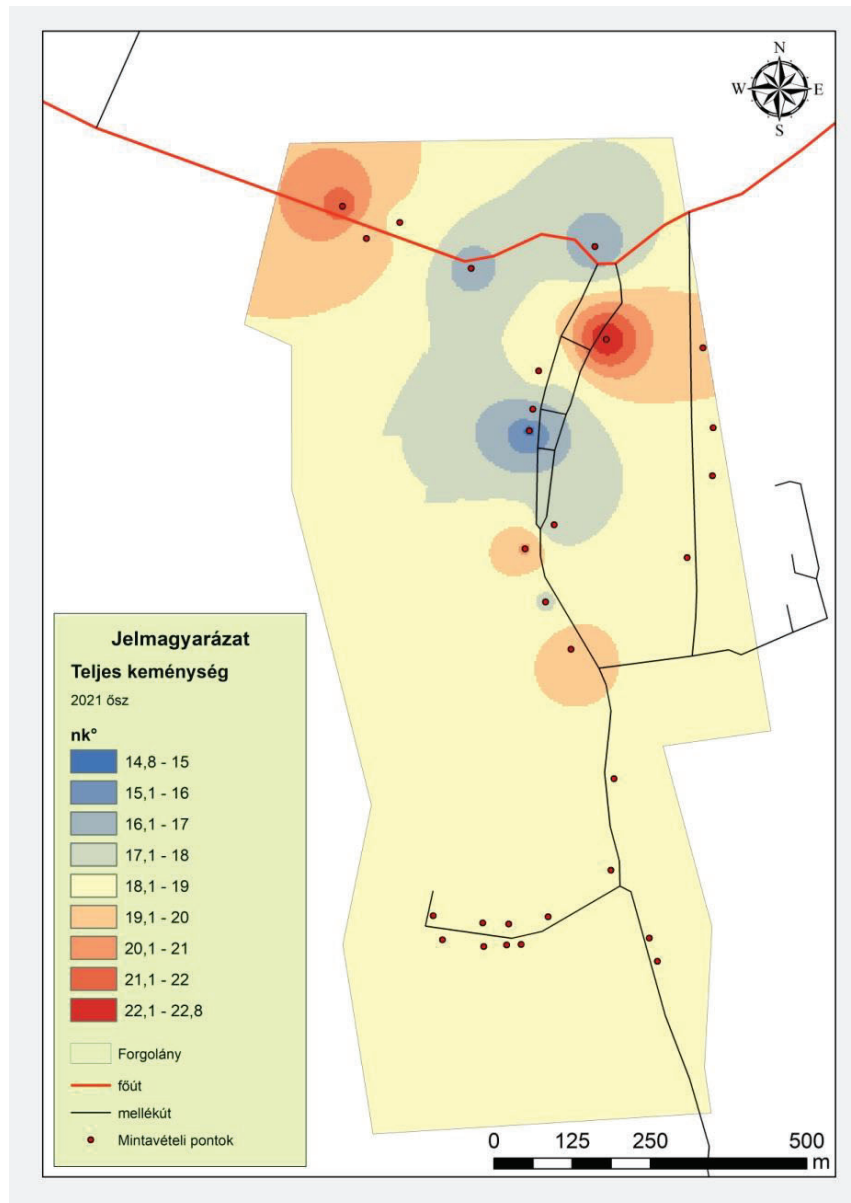 N
W E
S
Jelmagyarázat
Teljes keménység
2021 ősz
nk°
14,8 - 15
15,1 - 16
16,1 - 17
17,1 - 18
18,1 - 19
19,1 - 20
20,1 - 21
21,1 - 22
22,1 - 22,8
Forgolány
főút
mellékút
Mintavételi pontok
0 125 250 500
m